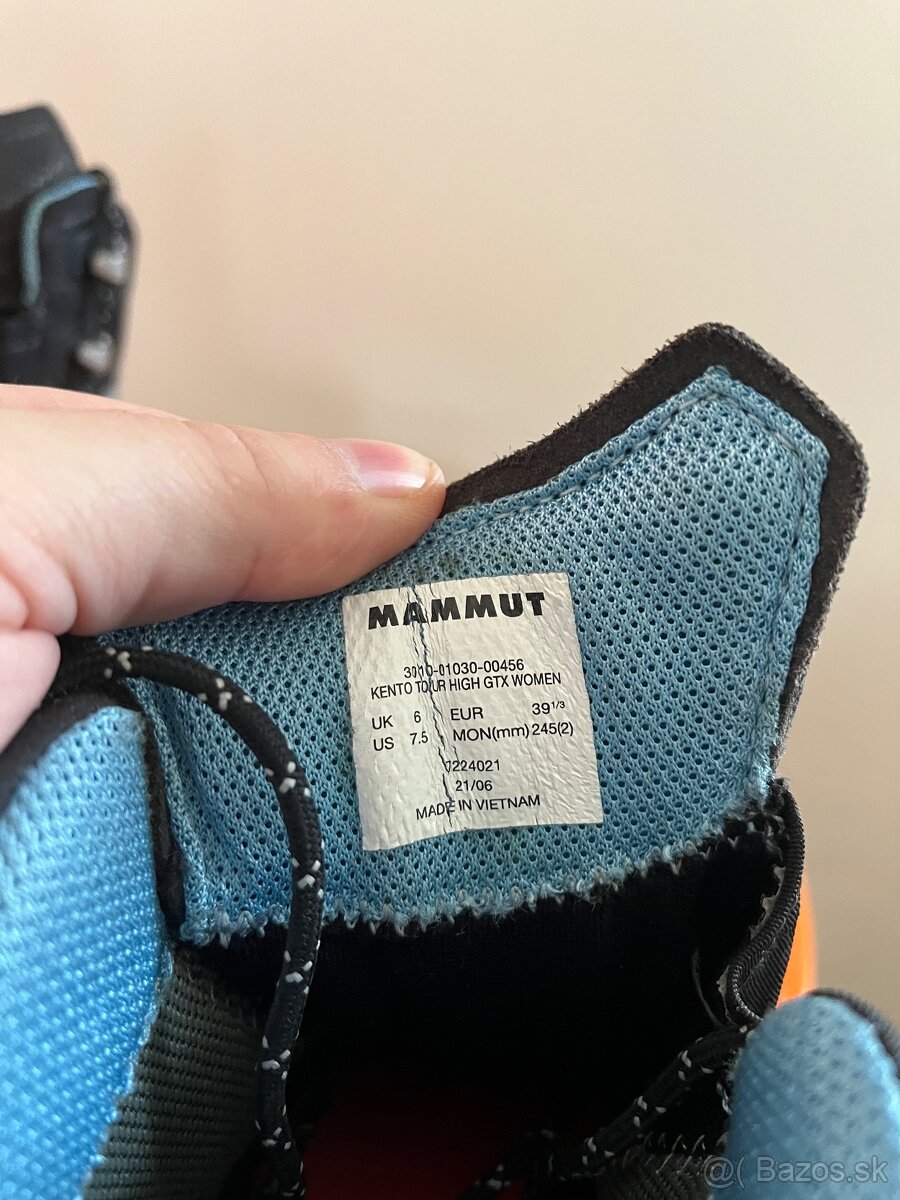 MAMMUT
3010-01030-00456
KENTO TOUR HIGH GTX WOMEN
UK 6 EUR 39 1/3
US 7.5 MON(mm) 245(2)
7224021
21/06
MADE IN VIETNAM
@( Bazos.sk